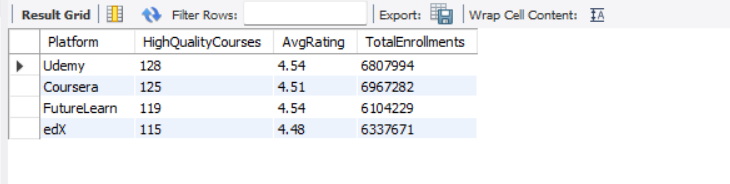 Result Grid Filter Rows: Export: Wrap Cell Content: IA
Platform HighQualityCourses AvgRating TotalEnrollments
Udemy 128 4.54 6807994
Coursera 125 4.51 6967282
FutureLearn 119 4.54 6104229
edX 115 4.48 6337671